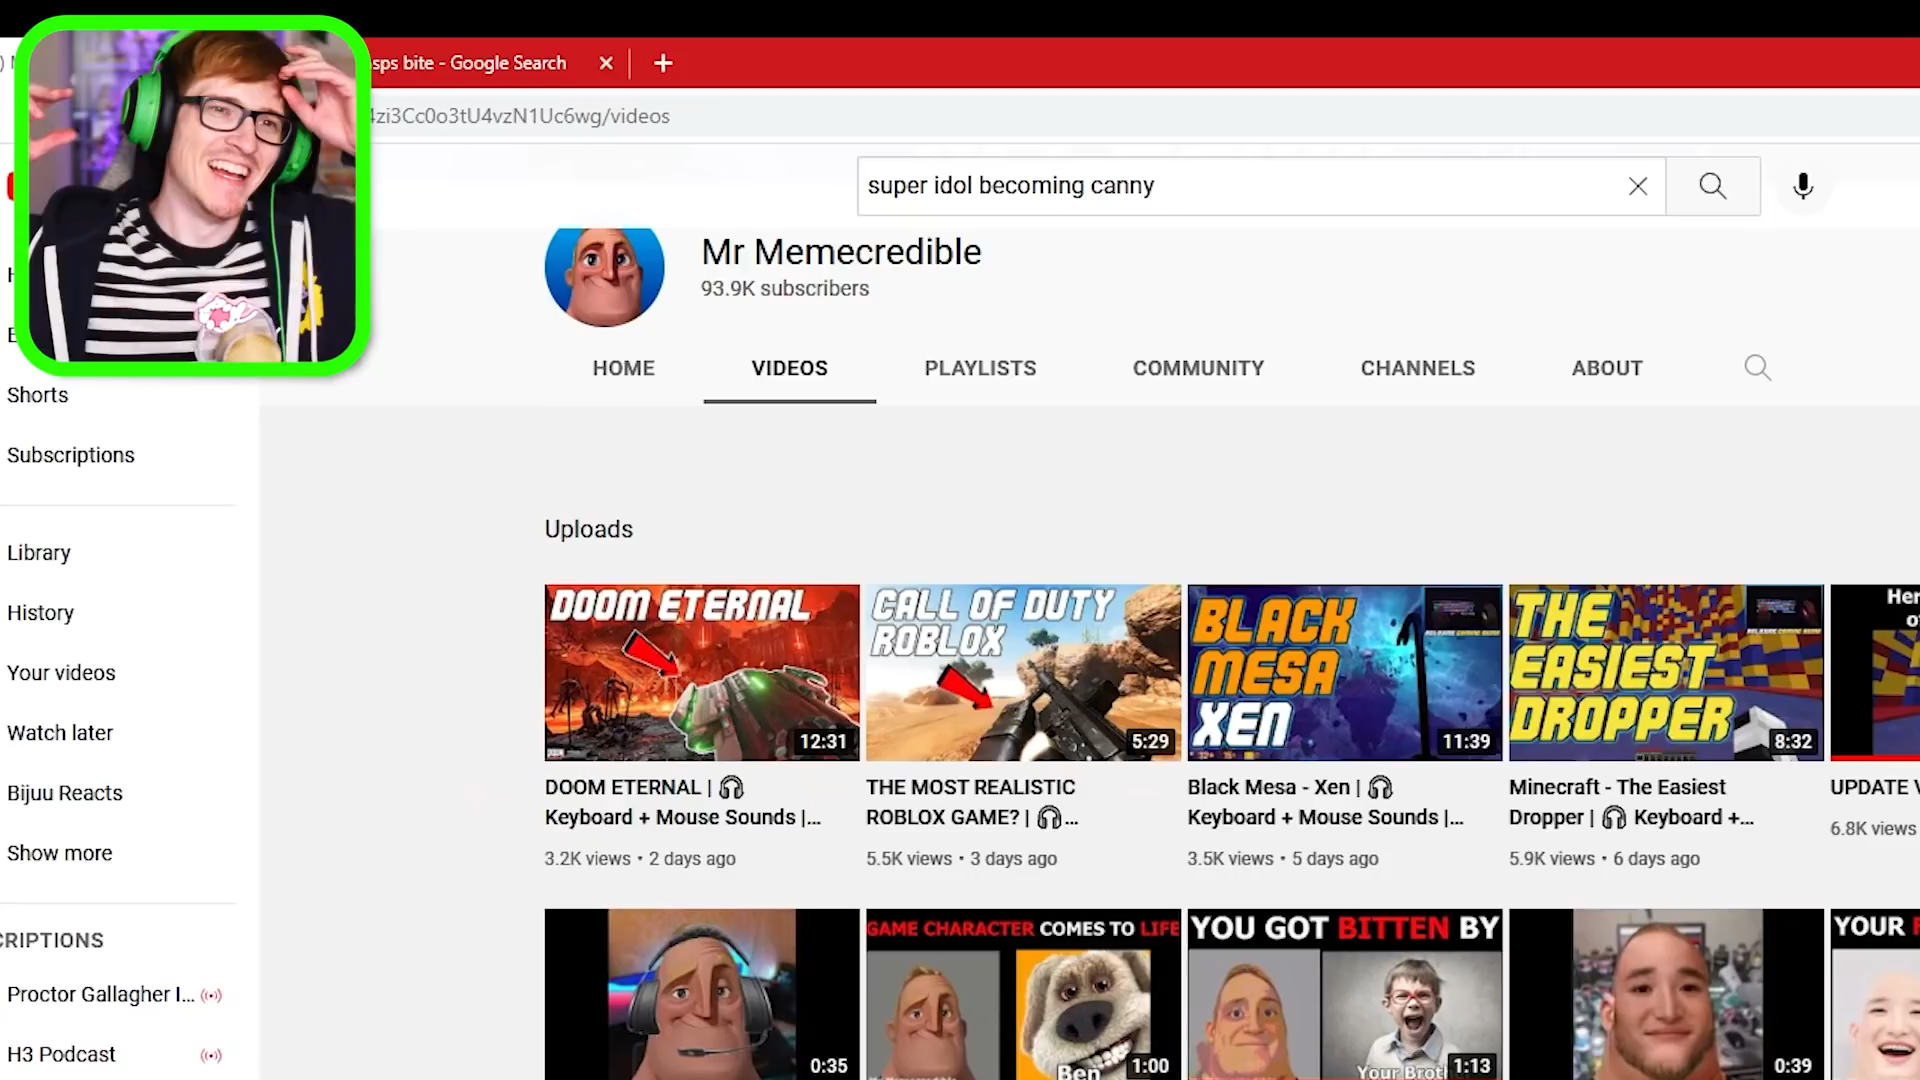 asps bite - Google Search
4zi3Cc0o3tU4vzN1Uc6wg/videos
super idol becoming canny
Mr Memecredible
93.9K subscribers
HOME VIDEOS PLAYLISTS COMMUNITY CHANNELS ABOUT
Shorts
Subscriptions
Library
History
Your videos
Watch later
Bijuu Reacts
Show more
CRIPTIONS
Proctor Gallagher I...
H3 Podcast
Uploads
DOOM ETERNAL
12:31
DOOM ETERNAL | 🎧
Keyboard + Mouse Sounds |...
3.2K views • 2 days ago
CALL OF DUTY
ROBLOX
5:29
THE MOST REALISTIC
ROBLOX GAME? | 🎧...
5.5K views • 3 days ago
BLACK
MESA
XEN
11:39
Black Mesa - Xen | 🎧
Keyboard + Mouse Sounds |...
3.5K views • 5 days ago
THE
EASIEST
DROPPER
8:32
Minecraft - The Easiest
Dropper | 🎧 Keyboard +...
5.9K views • 6 days ago
Her
UPDATE V
6.8K views
0:35
GAME CHARACTER COMES TO LIFE
Ben
1:00
YOU GOT BITTEN BY
Your Brot
1:13
0:39
YOUR